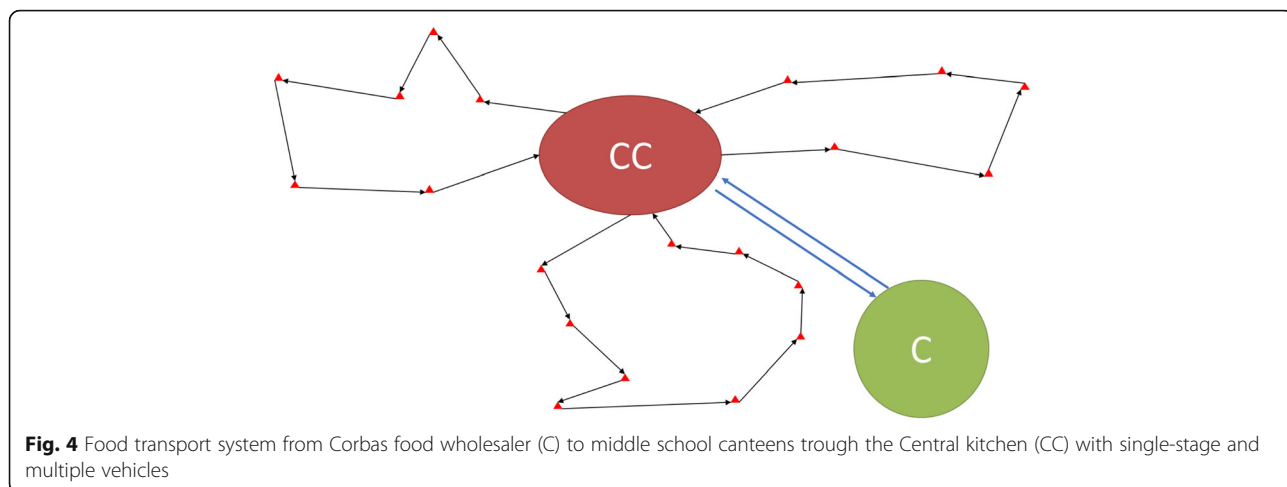 CC
C
Fig. 4 Food transport system from Corbas food wholesaler (C) to middle school canteens trough the Central kitchen (CC) with single-stage and
multiple vehicles